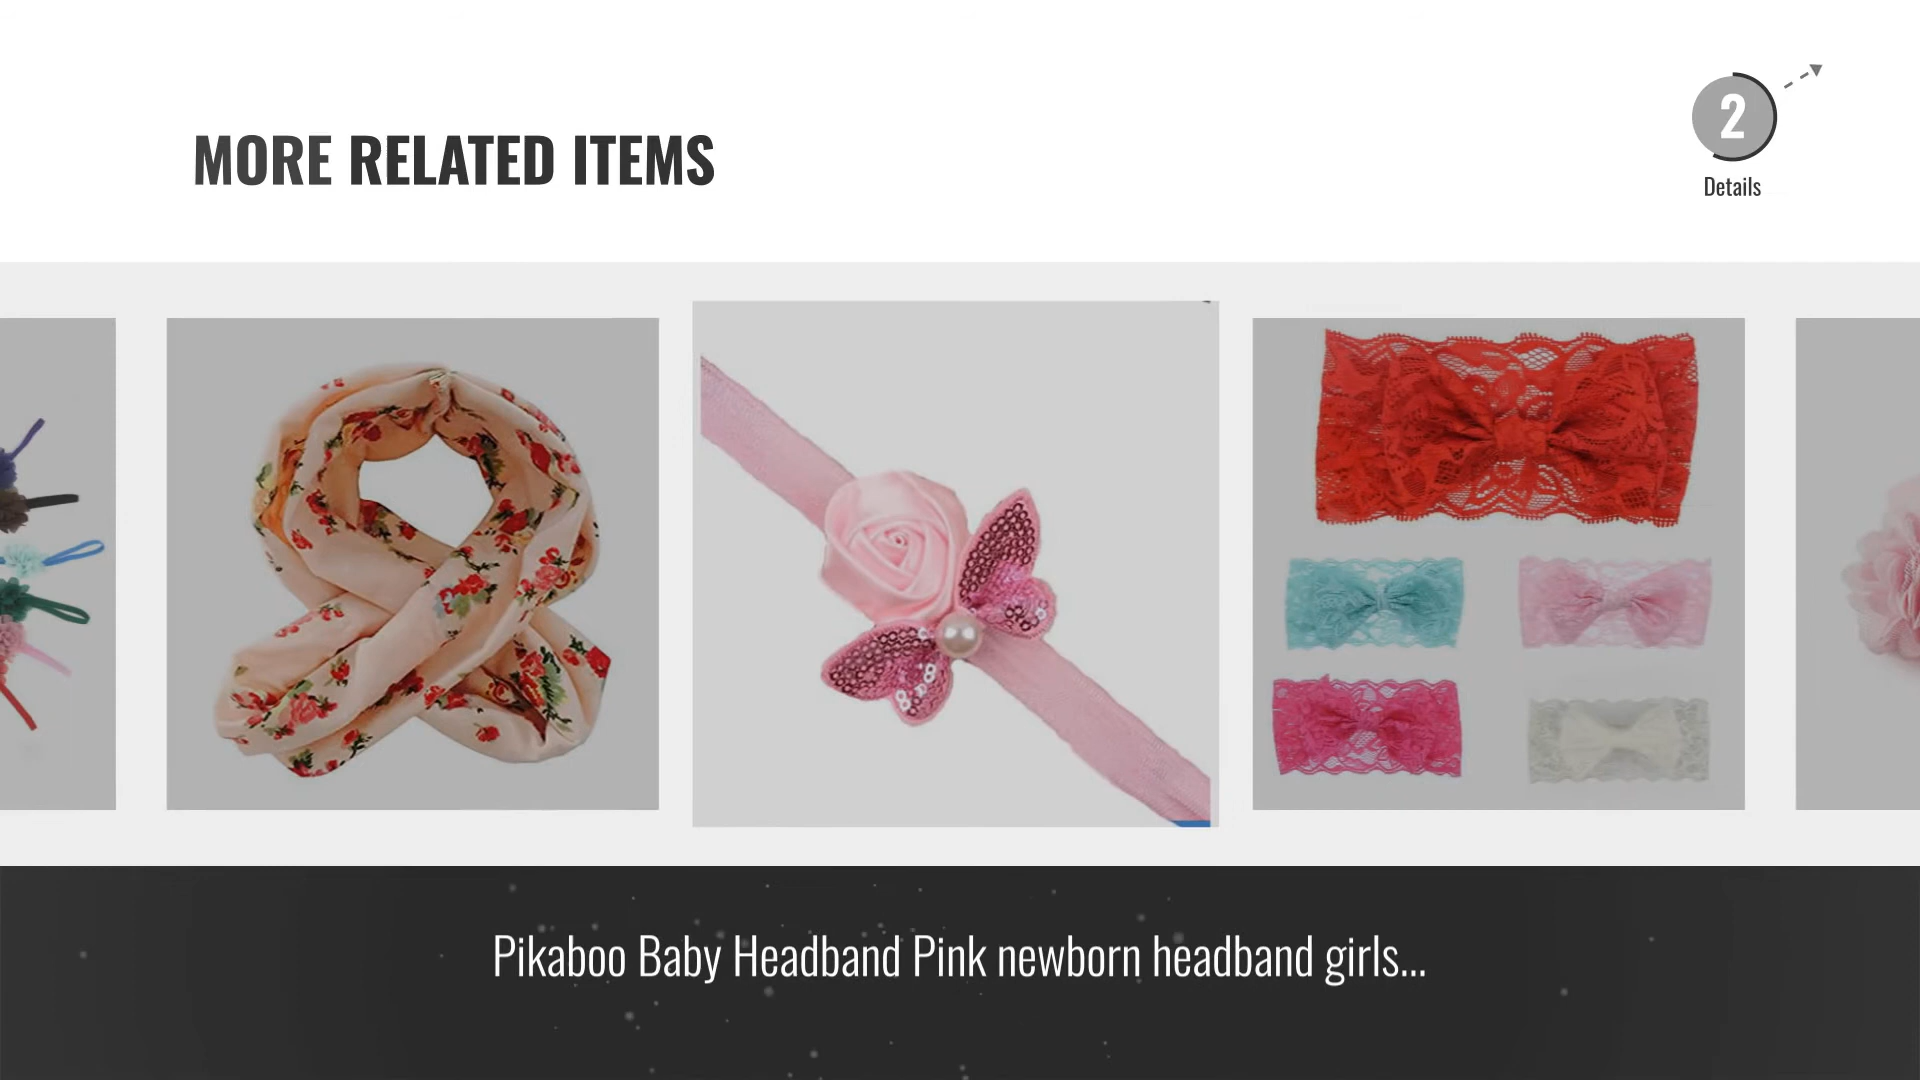 MORE RELATED ITEMS
2
Details
Pikaboo Baby Headband Pink newborn headband girls...